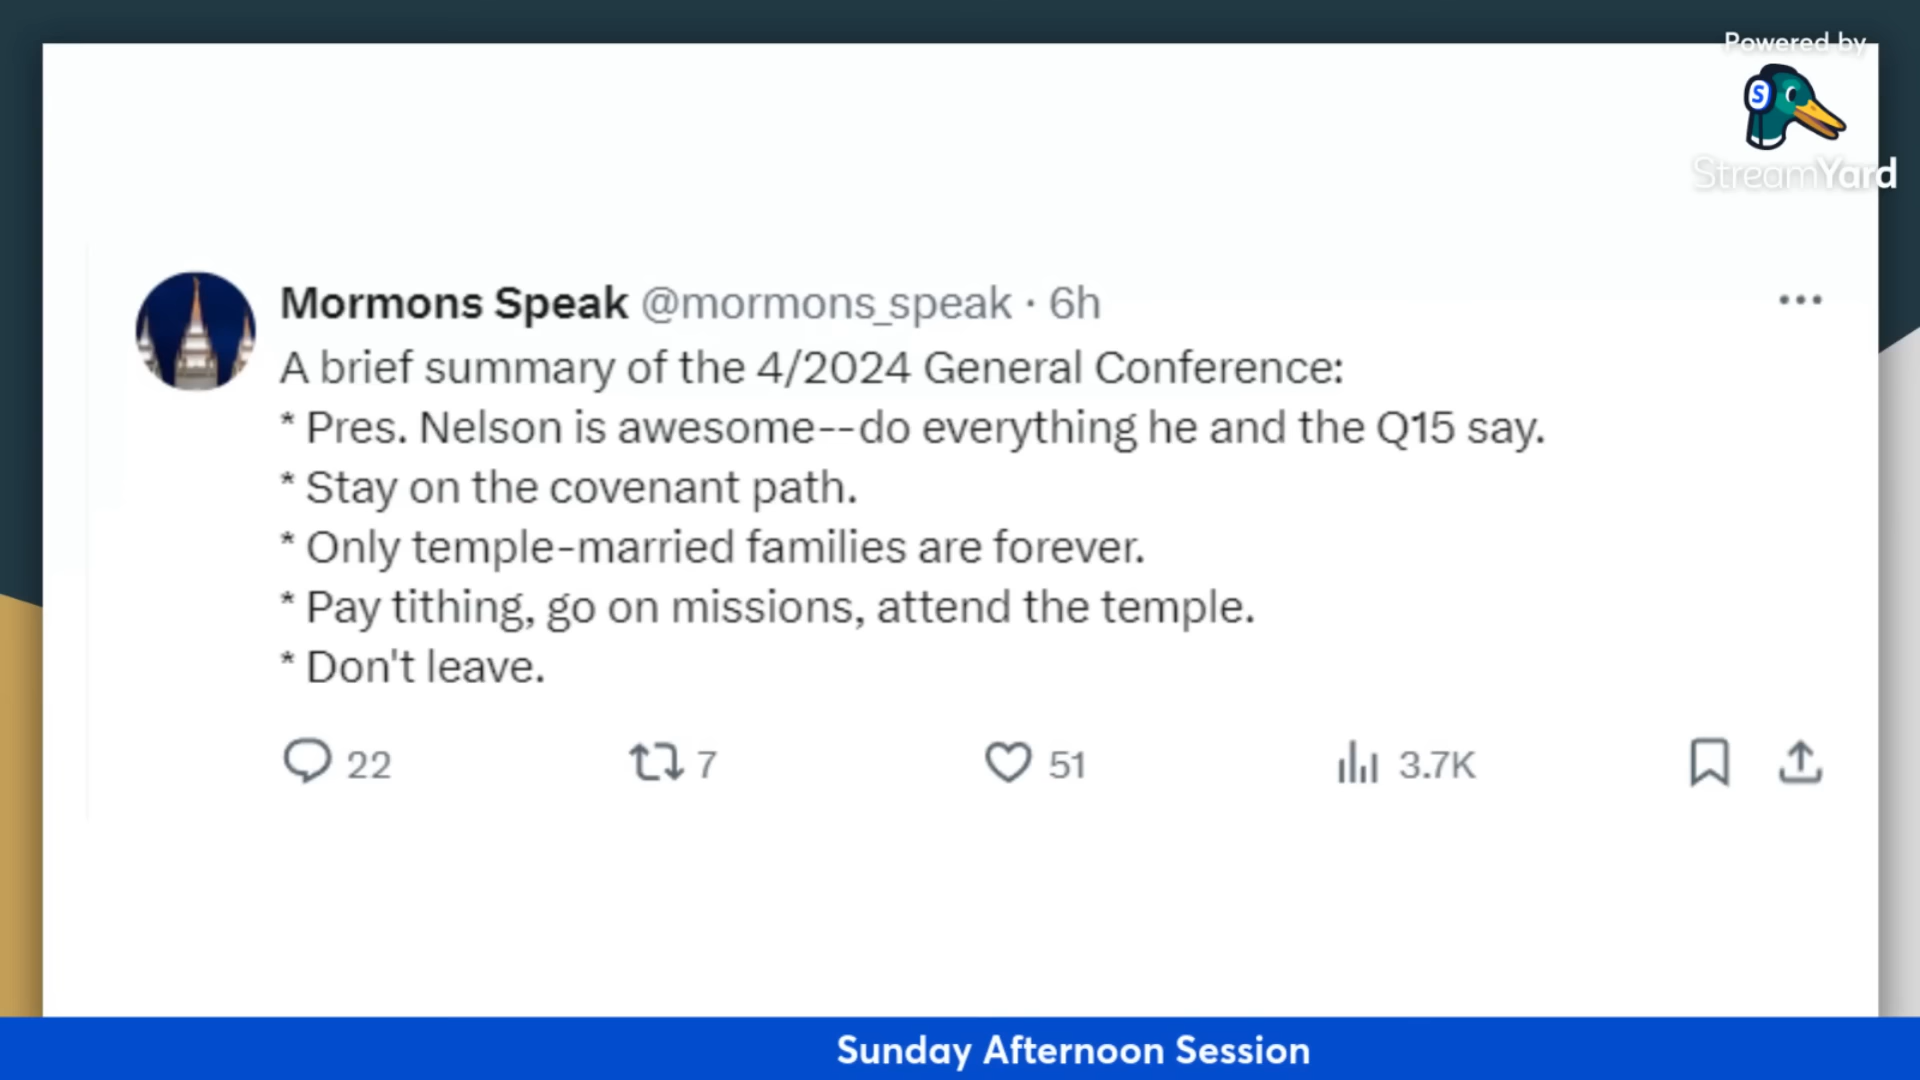 Powered by
S
StreamYard
Mormons Speak @mormons_speak · 6h
A brief summary of the 4/2024 General Conference:
* Pres. Nelson is awesome--do everything he and the Q15 say.
* Stay on the covenant path.
* Only temple-married families are forever.
* Pay tithing, go on missions, attend the temple.
* Don't leave.
22 7 51 3.7K
Sunday Afternoon Session